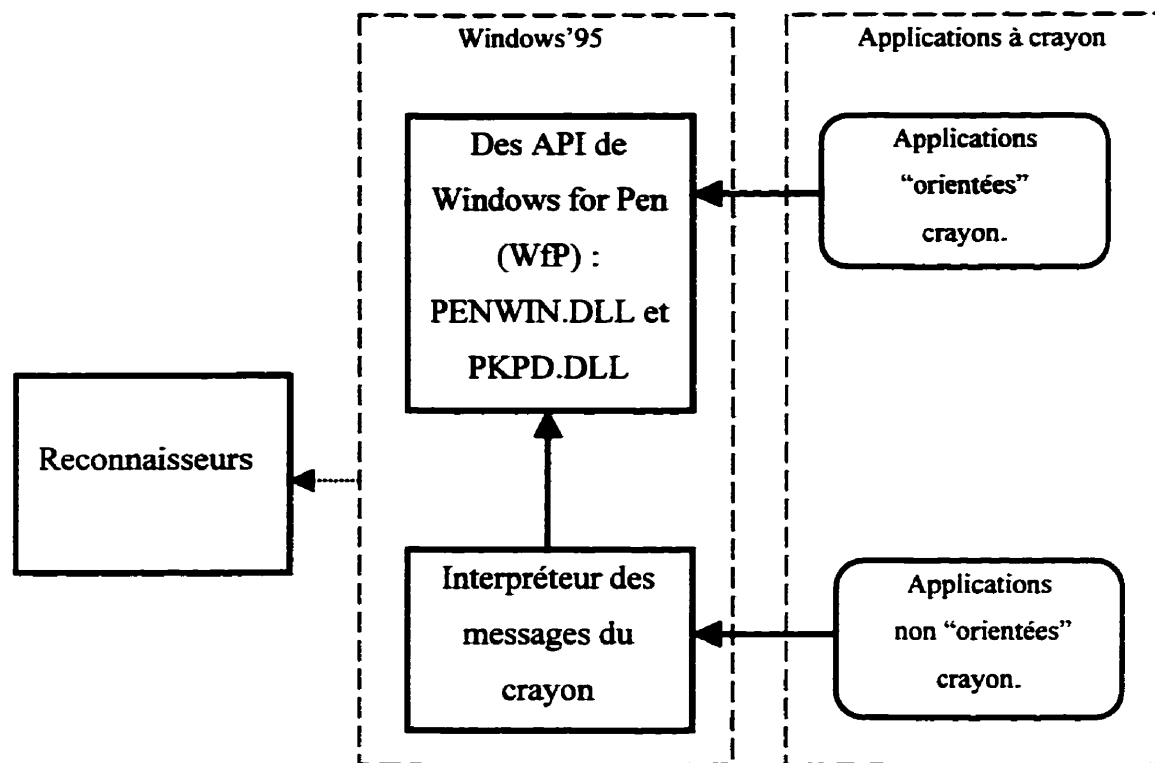 Windows'95
Applications à crayon
Des API de
Windows for Pen
(WfP) :
PENWIN.DLL et
PKPD.DLL
Applications
“orientées”
crayon.
Reconnaisseurs
Interpréteur des
messages du
crayon
Applications
non “orientées”
crayon.